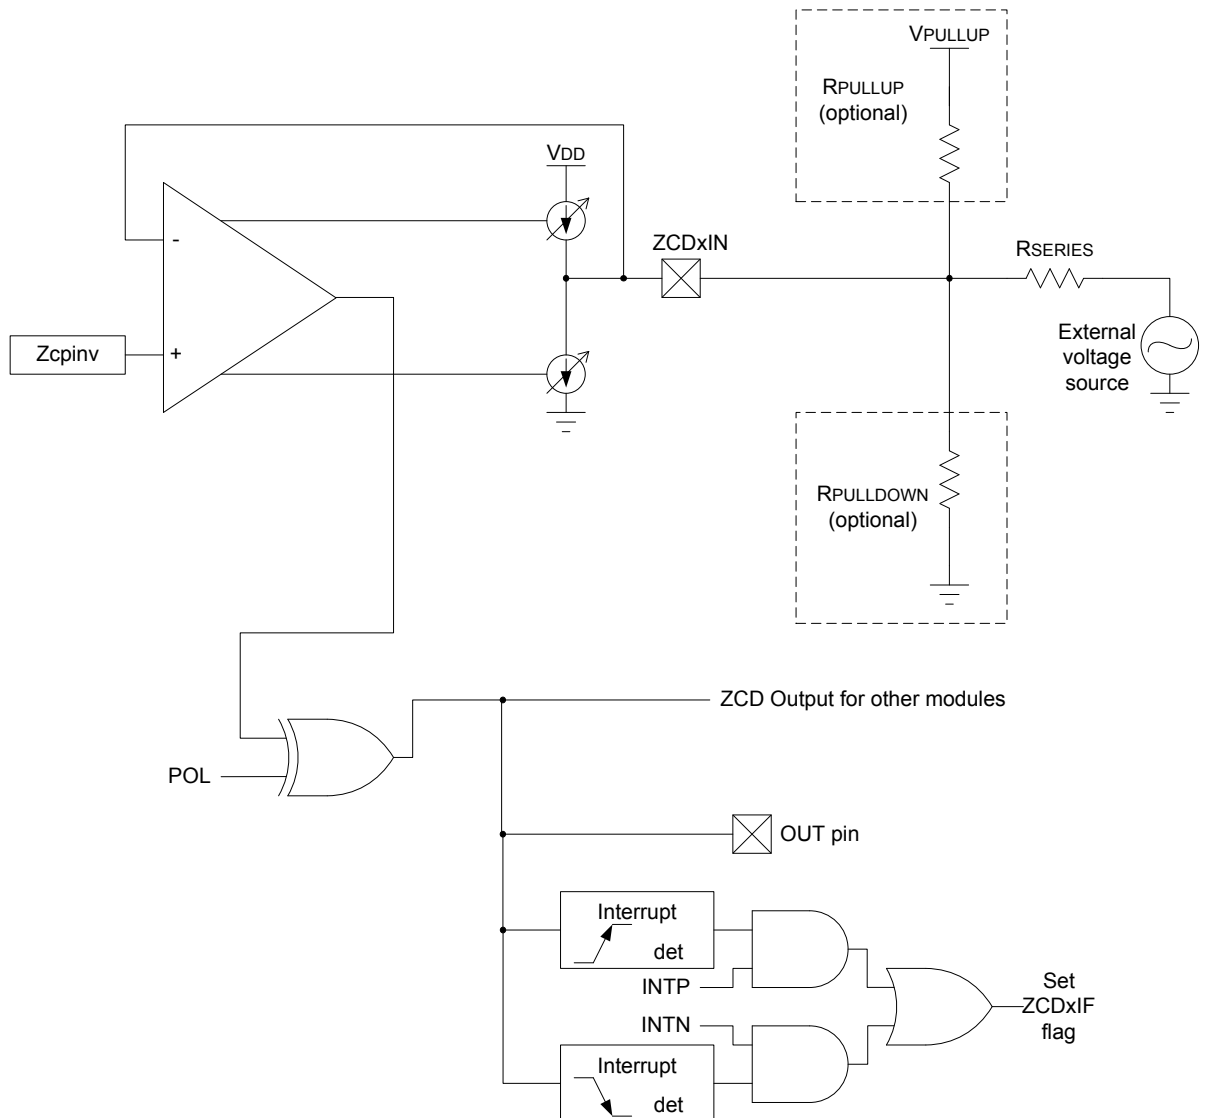 VPULLUP
RPULLUP
(optional)
VDD
-
ZCDxIN
RSERIES
Zcpinv
+
External
voltage
source
RPULLDOWN
(optional)
ZCD Output for other modules
POL
OUT pin
Interrupt
det
INTP
Set
ZCDxIF
flag
INTN
Interrupt
det